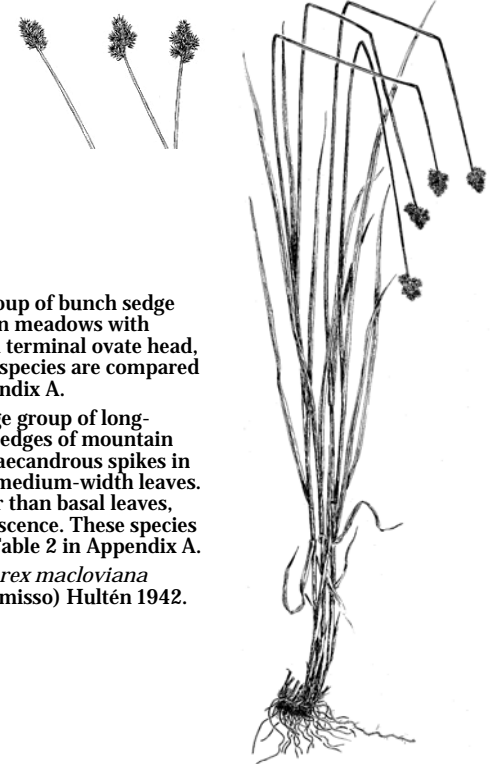 oup of bunch sedge
n meadows with
terminal ovate head,
species are compared
ndix A.
ge group of long-
edges of mountain
aecandrous spikes in
medium-width leaves.
r than basal leaves,
scence. These species
Table 2 in Appendix A.
rex macloviana
misso) Hultén 1942.